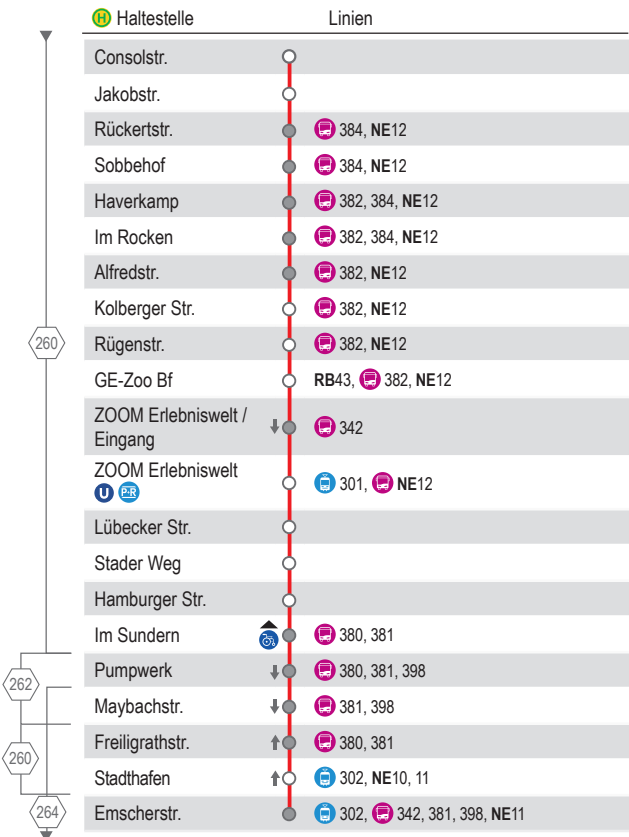 H Haltestelle Linien
Consolstr.
Jakobstr.
Rückertstr. 384, NE12
Sobbehof 384, NE12
Haverkamp 382, 384, NE12
Im Rocken 382, 384, NE12
Alfredstr. 382, NE12
Kolberger Str. 382, NE12
Rügenstr. 382, NE12
260
GE-Zoo Bf RB43, 382, NE12
ZOOM Erlebniswelt /
Eingang 342
ZOOM Erlebniswelt
U P+R 301, NE12
Lübecker Str.
Stader Weg
Hamburger Str.
Im Sundern 380, 381
Pumpwerk 380, 381, 398
262
Maybachstr. 381, 398
Freiligrathstr. 380, 381
260
Stadthafen 302, NE10, 11
264
Emscherstr. 302, 342, 381, 398, NE11